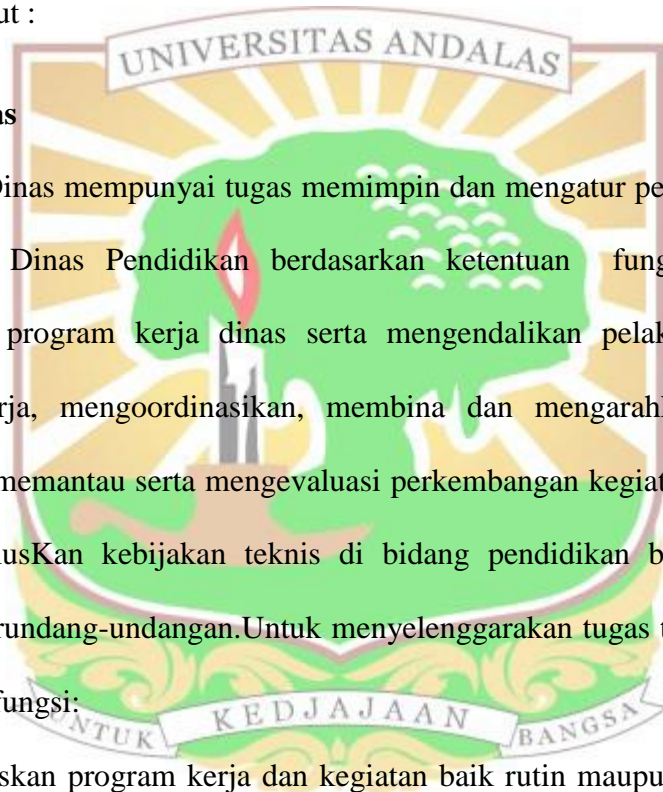 ut :
UNIVERSITAS ANDALAS
as
Dinas mempunyai tugas memimpin dan mengatur pe
Dinas Pendidikan berdasarkan ketentuan fung
program kerja dinas serta mengendalikan pelak
rja, mengoordinasikan, membina dan mengarahl
memantau serta mengevaluasi perkembangan kegiat
usKan kebijakan teknis di bidang pendidikan b
rundang-undangan.Untuk menyelenggarakan tugas t
fungsi:
UNTUK KEDJAJAAN BANGSA
skan program kerja dan kegiatan baik rutin maupu